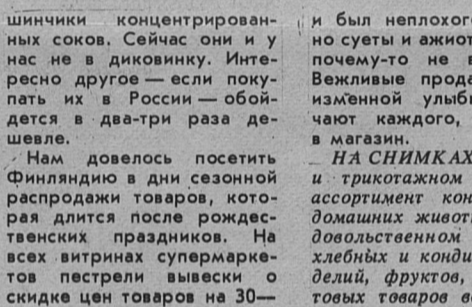 шинчики концентрирован-
ных соков. Сейчас они и у
нас не в диковинку. Инте-
ресно другое — если поку-
пать их в России — обой-
дется в два-три раза де-
шевле.
Нам довелось посетить
Финляндию в дни сезонной
распродажи товаров, кото-
рая длится после рождес-
твенских праздников. На
всех витринах супермарке-
тов пестрели вывески о
скидке цен товаров на 30—
и был неплохог
но суеты и ажиот
почему-то не в
Вежливые прода
изменной улыб
чают каждого,
в магазин.
НА СНИМКАХ
и трикотажном
ассортимент кон
домашних животн
довольственном
хлебных и конди
делий, фруктов,
товых товаров в